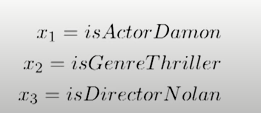 x₁ = isActorDamon
x₂ = isGenreThriller
x₃ = isDirectorNolan